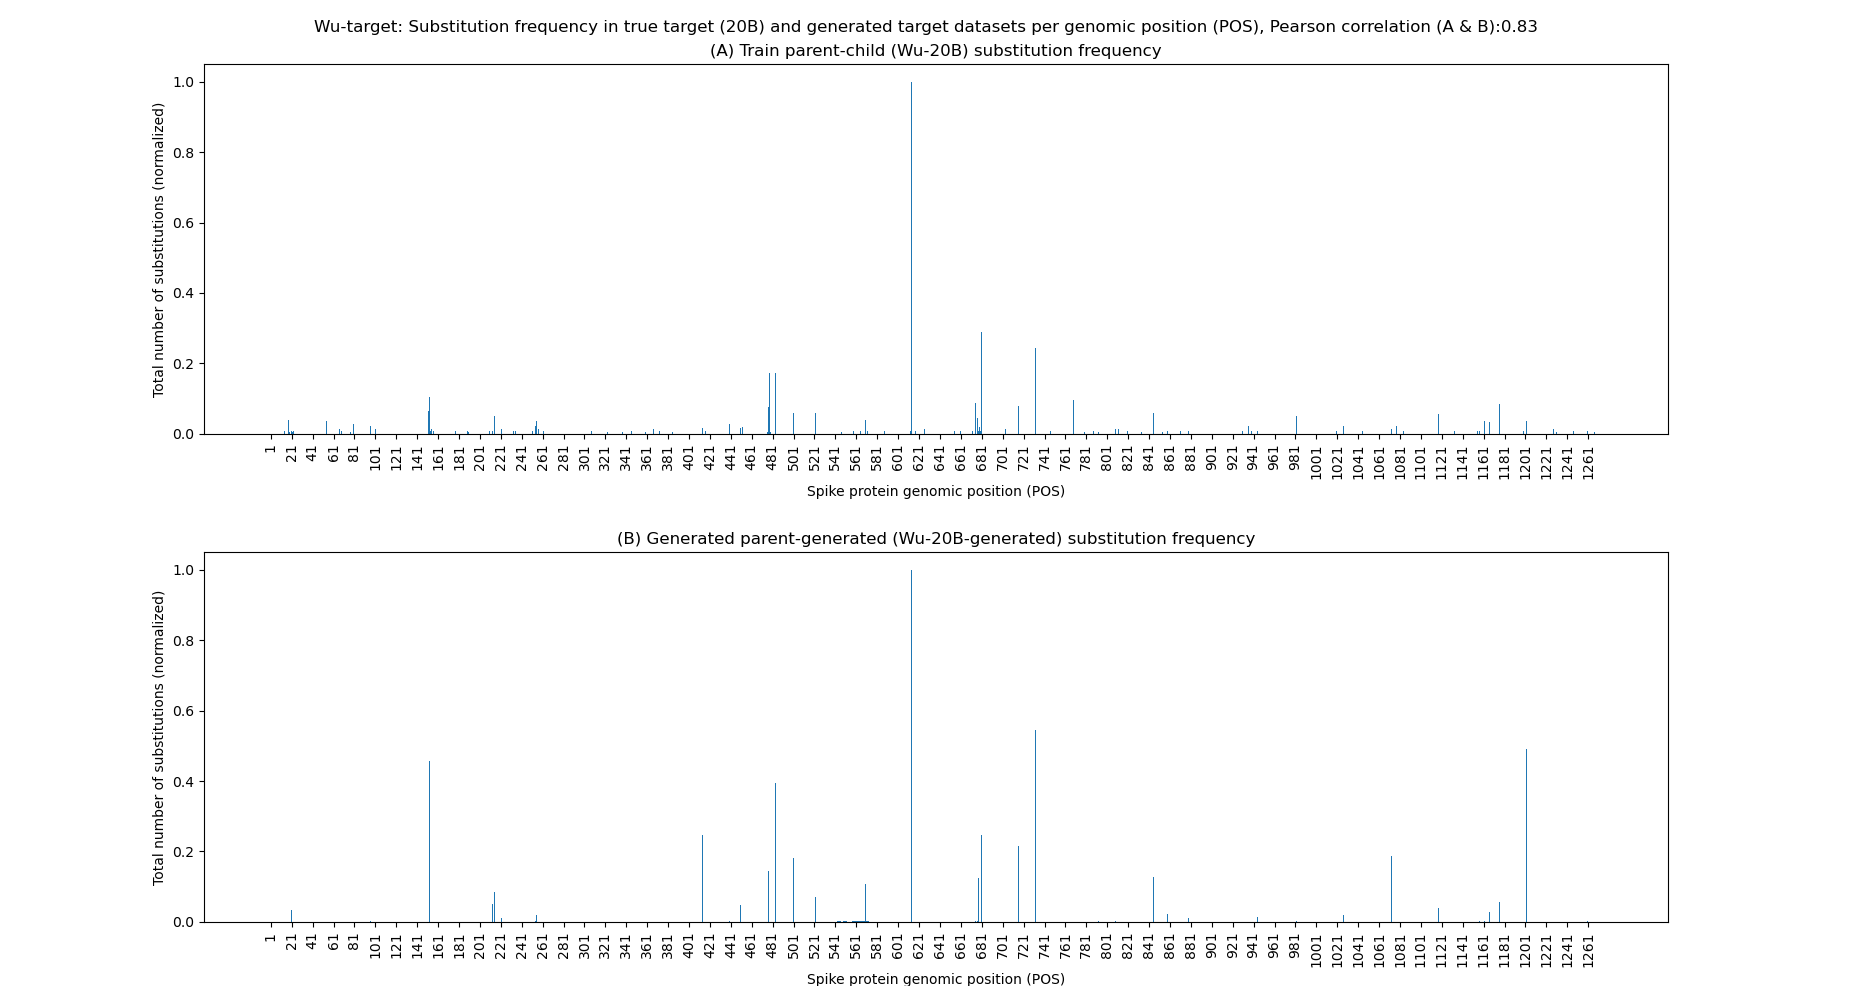 Wu-target: Substitution frequency in true target (20B) and generated target datasets per genomic position (POS), Pearson correlation (A & B):0.83
(A) Train parent-child (Wu-20B) substitution frequency
Total number of substitutions (normalized)
1.0
0.8
0.6
0.4
0.2
0.0
1 21 41 61 81 101 121 141 161 181 201 221 241 261 281 301 321 341 361 381 401 421 441 461 481 501 521 541 561 581 601 621 641 661 681 701 721 741 761 781 801 821 841 861 881 901 921 941 961 981 1001 1021 1041 1061 1081 1101 1121 1141 1161 1181 1201 1221 1241 1261
Spike protein genomic position (POS)
(B) Generated parent-generated (Wu-20B-generated) substitution frequency
Total number of substitutions (normalized)
1.0
0.8
0.6
0.4
0.2
0.0
1 21 41 61 81 101 121 141 161 181 201 221 241 261 281 301 321 341 361 381 401 421 441 461 481 501 521 541 561 581 601 621 641 661 681 701 721 741 761 781 801 821 841 861 881 901 921 941 961 981 1001 1021 1041 1061 1081 1101 1121 1141 1161 1181 1201 1221 1241 1261
Spike protein genomic position (POS)